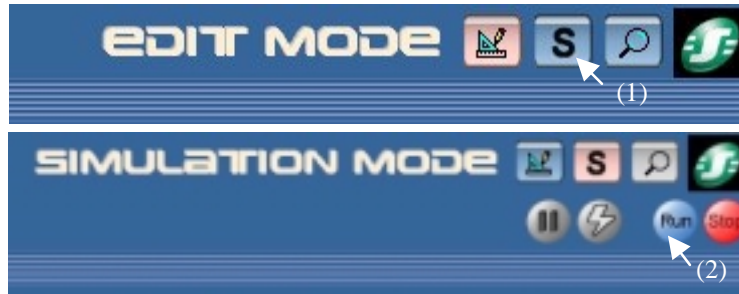 EDIT MODE S
(1)
SIMULATION MODE S
Run Stop
(2)